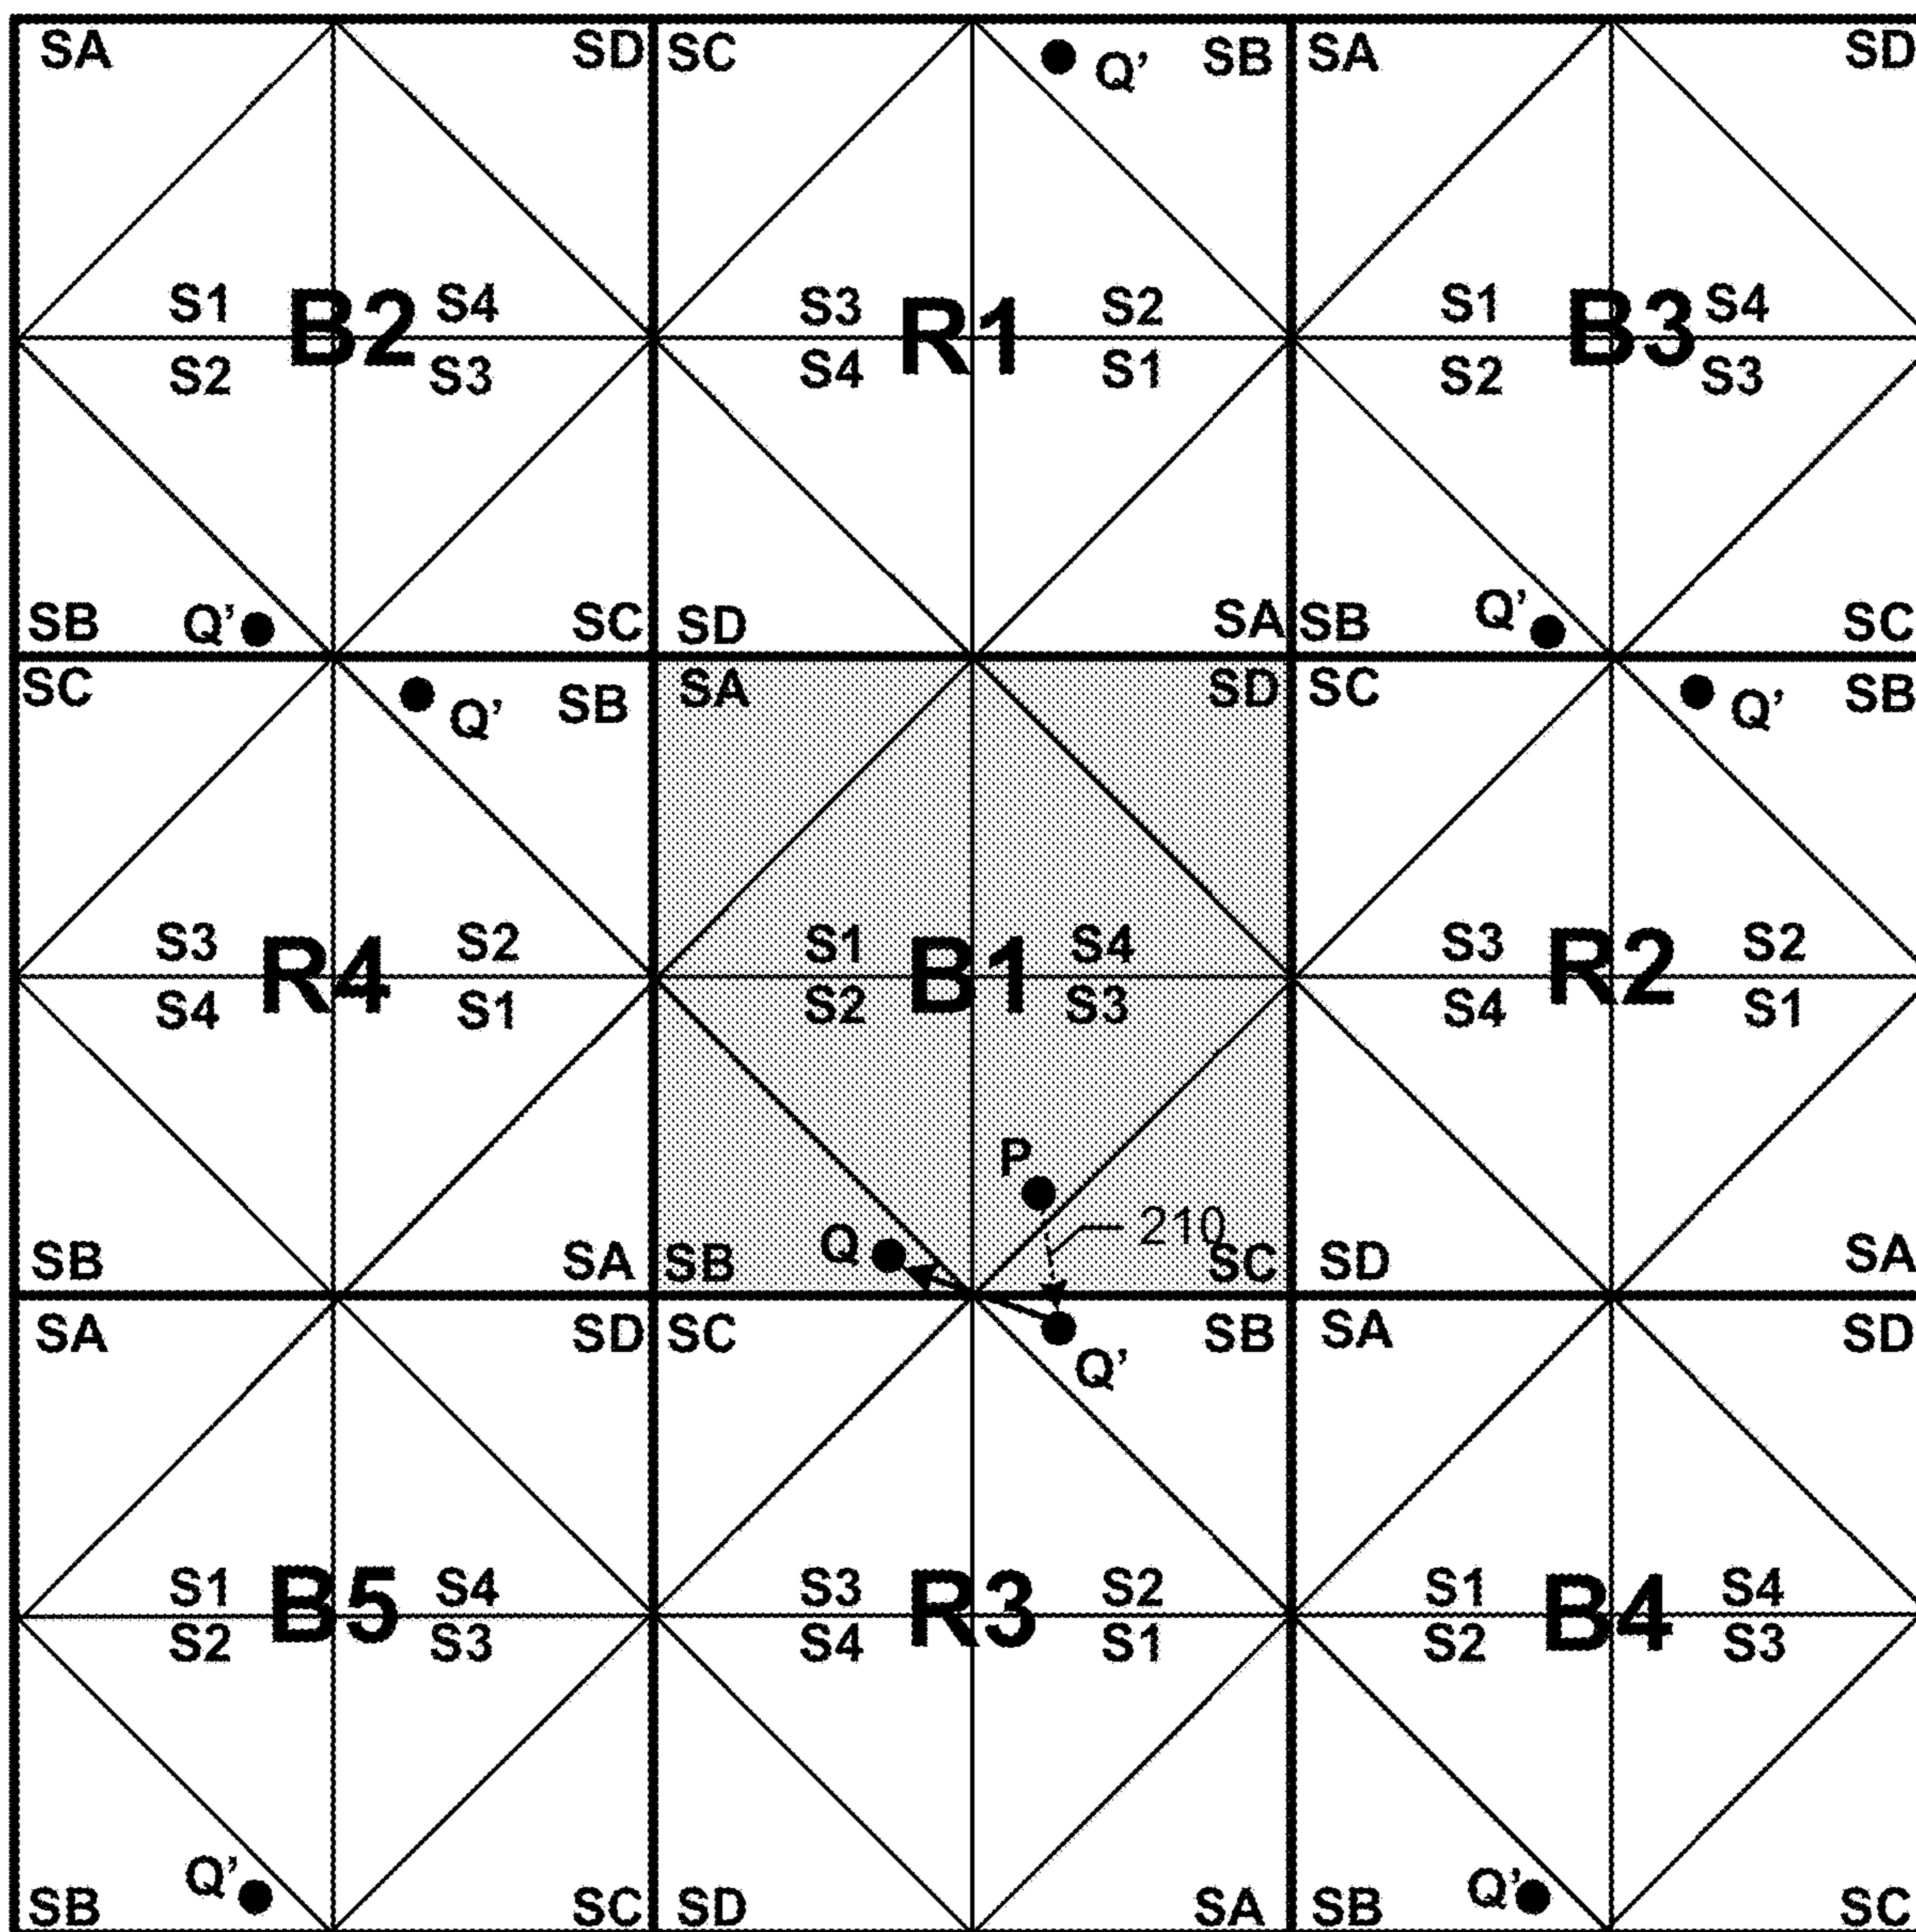 SA SD SC Q’ SB SA SD
S1 B2 S4 S3 R1 S2 S1 B3 S4
S2 S3 S4 S1 S2 S3
SB Q’ SC SD SA SB Q’ SC
SC Q’ SB SA SD SC Q’ SB
S3 R4 S2 S1 B1 S4 S3 R2 S2
S4 S1 S2 S3 S4 S1
P
Q 210
SB SA SB SC SD SA
SA SD SC Q’ SB SA SD
S1 B5 S4 S3 R3 S2 S1 B4 S4
S2 S3 S4 S1 S2 S3
SB Q’ SC SD SA SB Q’ SC